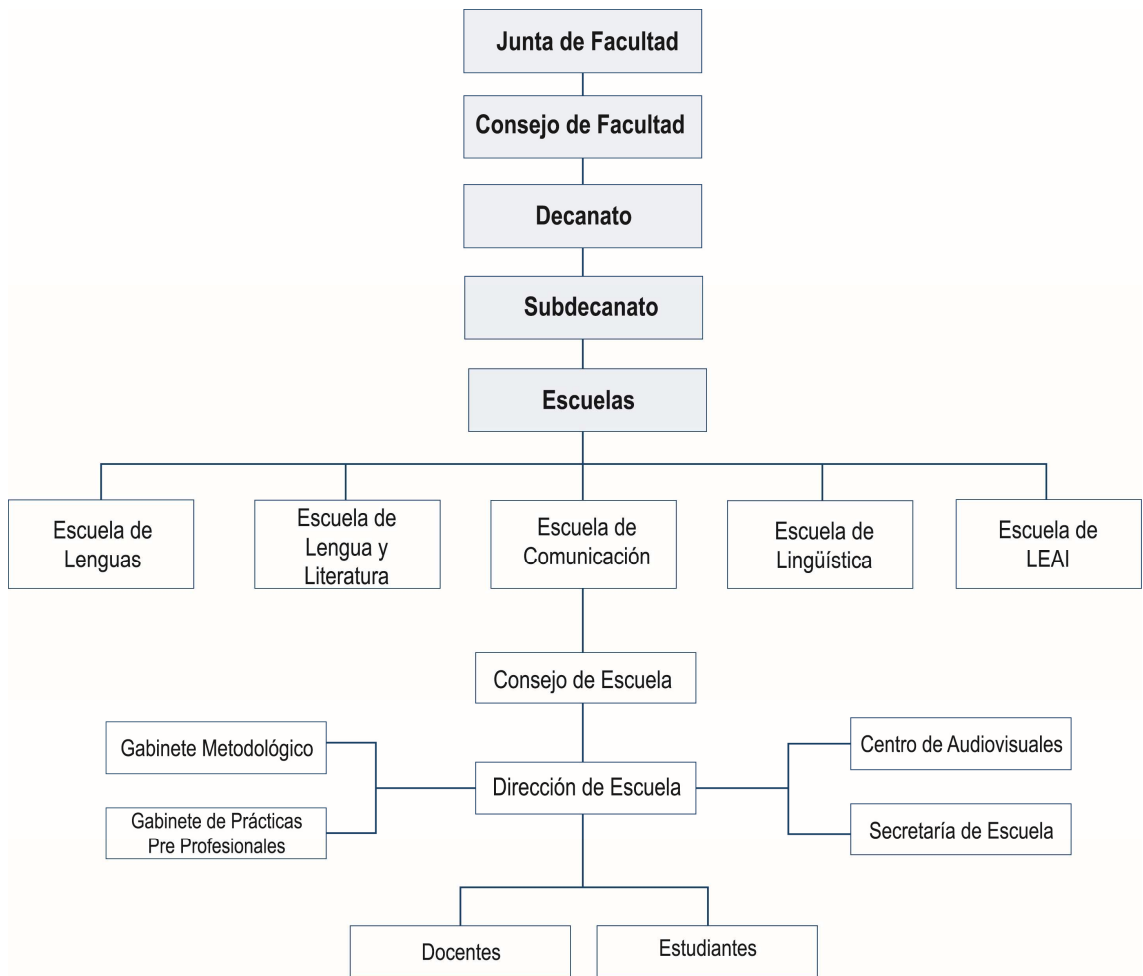 Junta de Facultad
Consejo de Facultad
Decanato
Subdecanato
Escuelas
Escuela de
Lenguas
Escuela de
Lengua y
Literatura
Escuela de
Comunicación
Escuela de
Lingüística
Escuela de
LEAI
Consejo de Escuela
Gabinete Metodológico
Centro de Audiovisuales
Dirección de Escuela
Gabinete de Prácticas
Pre Profesionales
Secretaría de Escuela
Docentes
Estudiantes